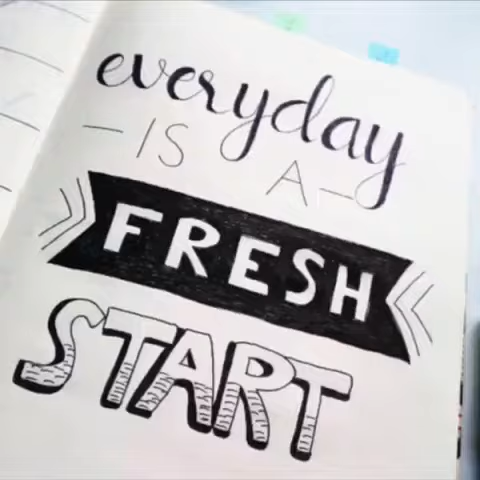 everyday
— IS A —
FRESH
START